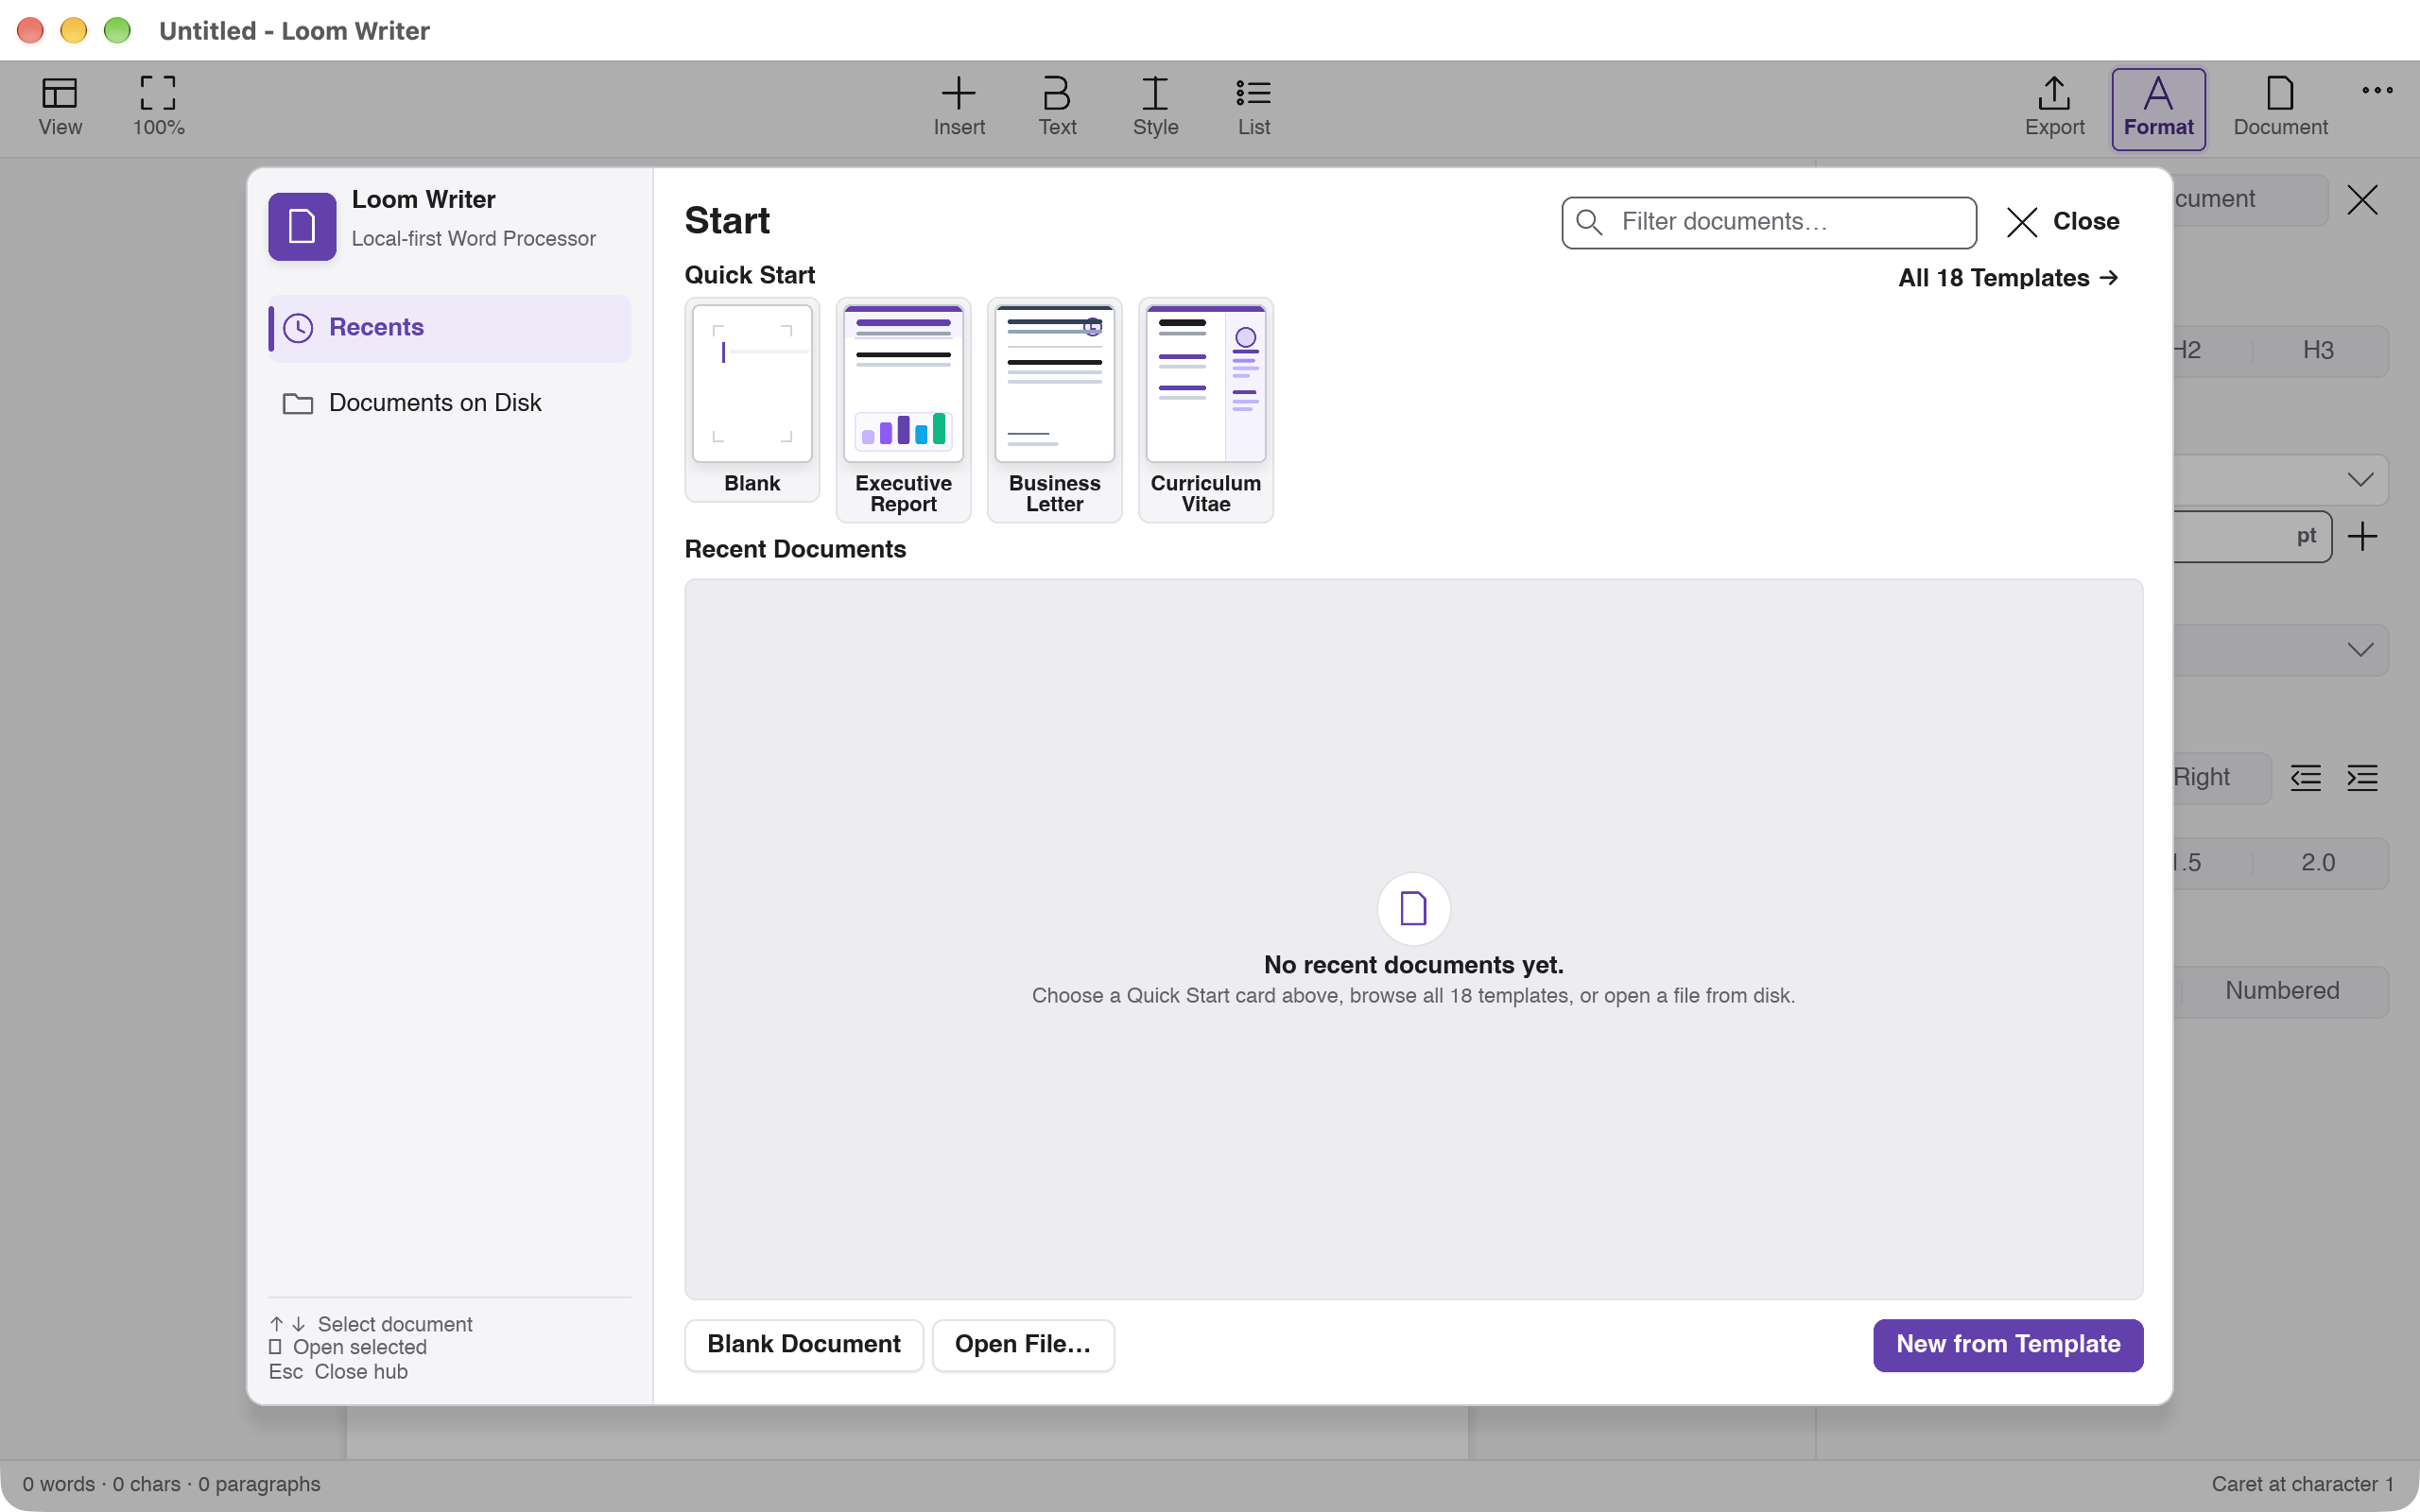 Untitled - Loom Writer
View
100%
Insert
Text
Style
List
Export
Format
Document
Loom Writer
Local-first Word Processor
Recents
Documents on Disk
↑ ↓ Select document
Open selected
Esc Close hub
Start
Filter documents…
Close
Quick Start
All 18 Templates →
Blank
Executive
Report
Business
Letter
Curriculum
Vitae
Recent Documents
No recent documents yet.
Choose a Quick Start card above, browse all 18 templates, or open a file from disk.
Blank Document
Open File…
New from Template
cument
H2
H3
pt
Right
1.5
2.0
Numbered
0 words · 0 chars · 0 paragraphs
Caret at character 1